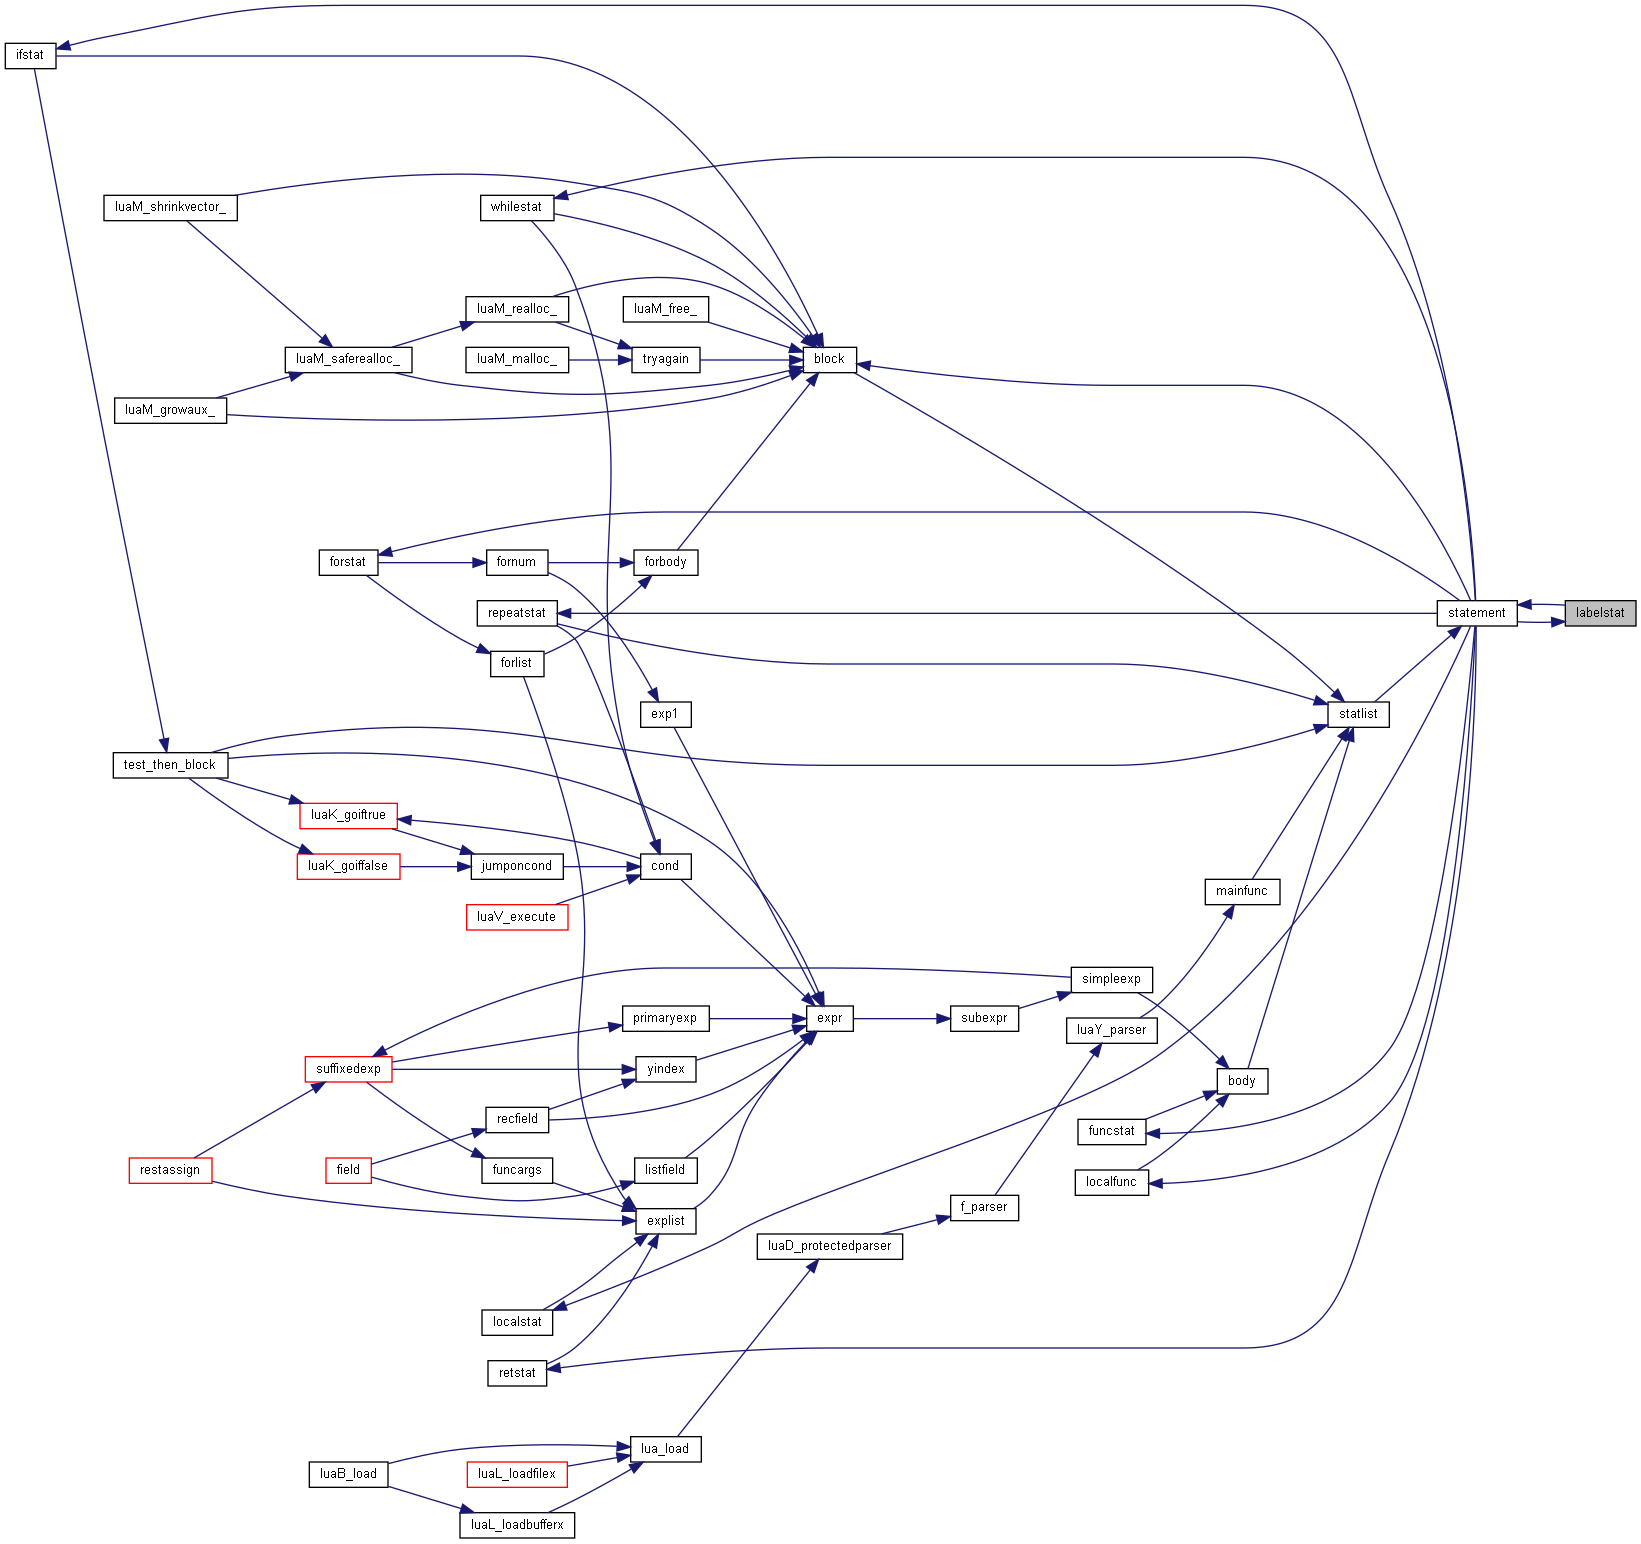 ifstat
luaM_shrinkvector_
whilestat
luaM_realloc_
luaM_free_
luaM_saferealloc_
luaM_malloc_
tryagain
block
luaM_growaux_
forstat
fornum
forbody
repeatstat
statement
labelstat
forlist
exp1
statlist
test_then_block
luaK_goiftrue
luaK_goiffalse
jumponcond
cond
mainfunc
luaV_execute
simpleexp
primaryexp
expr
subexpr
luaY_parser
suffixedexp
yindex
body
recfield
funcstat
restassign
field
funcargs
listfield
localfunc
f_parser
explist
luaD_protectedparser
localstat
retstat
lua_load
luaB_load
luaL_loadfilex
luaL_loadbufferx